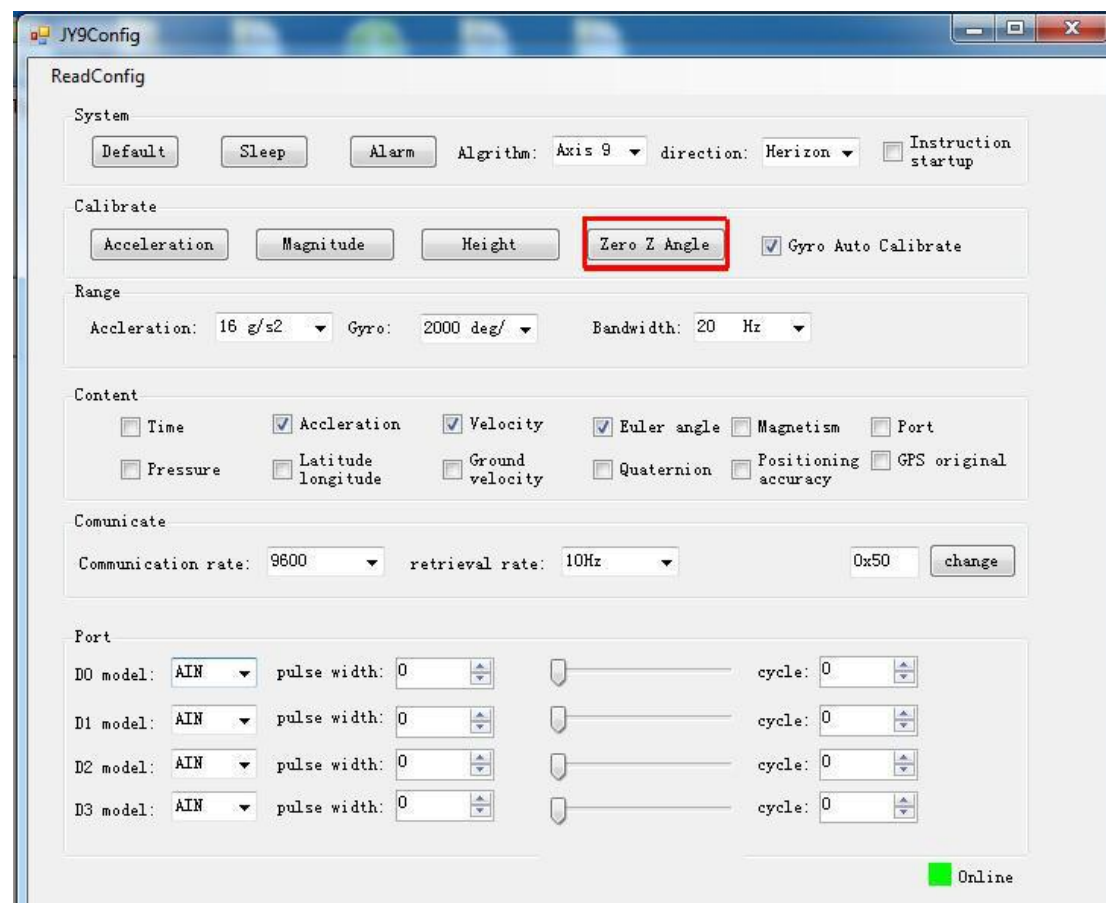 JY9Config
ReadConfig
System
Default Sleep Alarm Algrithm: Axis 9 direction: Herizon Instruction startup
Calibrate
Acceleration Magnitude Height Zero Z Angle Gyro Auto Calibrate
Range
Accleration: 16 g/s2 Gyro: 2000 deg/ Bandwidth: 20 Hz
Content
Time Accleration Velocity Euler angle Magnetism Port
Pressure Latitude longitude Ground velocity Quaternion Positioning accuracy GPS original
Comunicate
Communication rate: 9600 retrieval rate: 10Hz 0x50 change
Port
D0 model: AIN pulse width: 0 cycle: 0
D1 model: AIN pulse width: 0 cycle: 0
D2 model: AIN pulse width: 0 cycle: 0
D3 model: AIN pulse width: 0 cycle: 0
Online